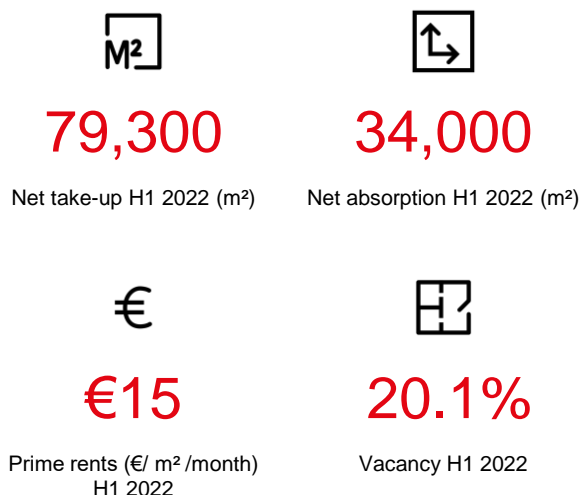 M²
79,300
Net take-up H1 2022 (m²)
34,000
Net absorption H1 2022 (m²)
€
€15
Prime rents (€/ m² /month)
H1 2022
20.1%
Vacancy H1 2022